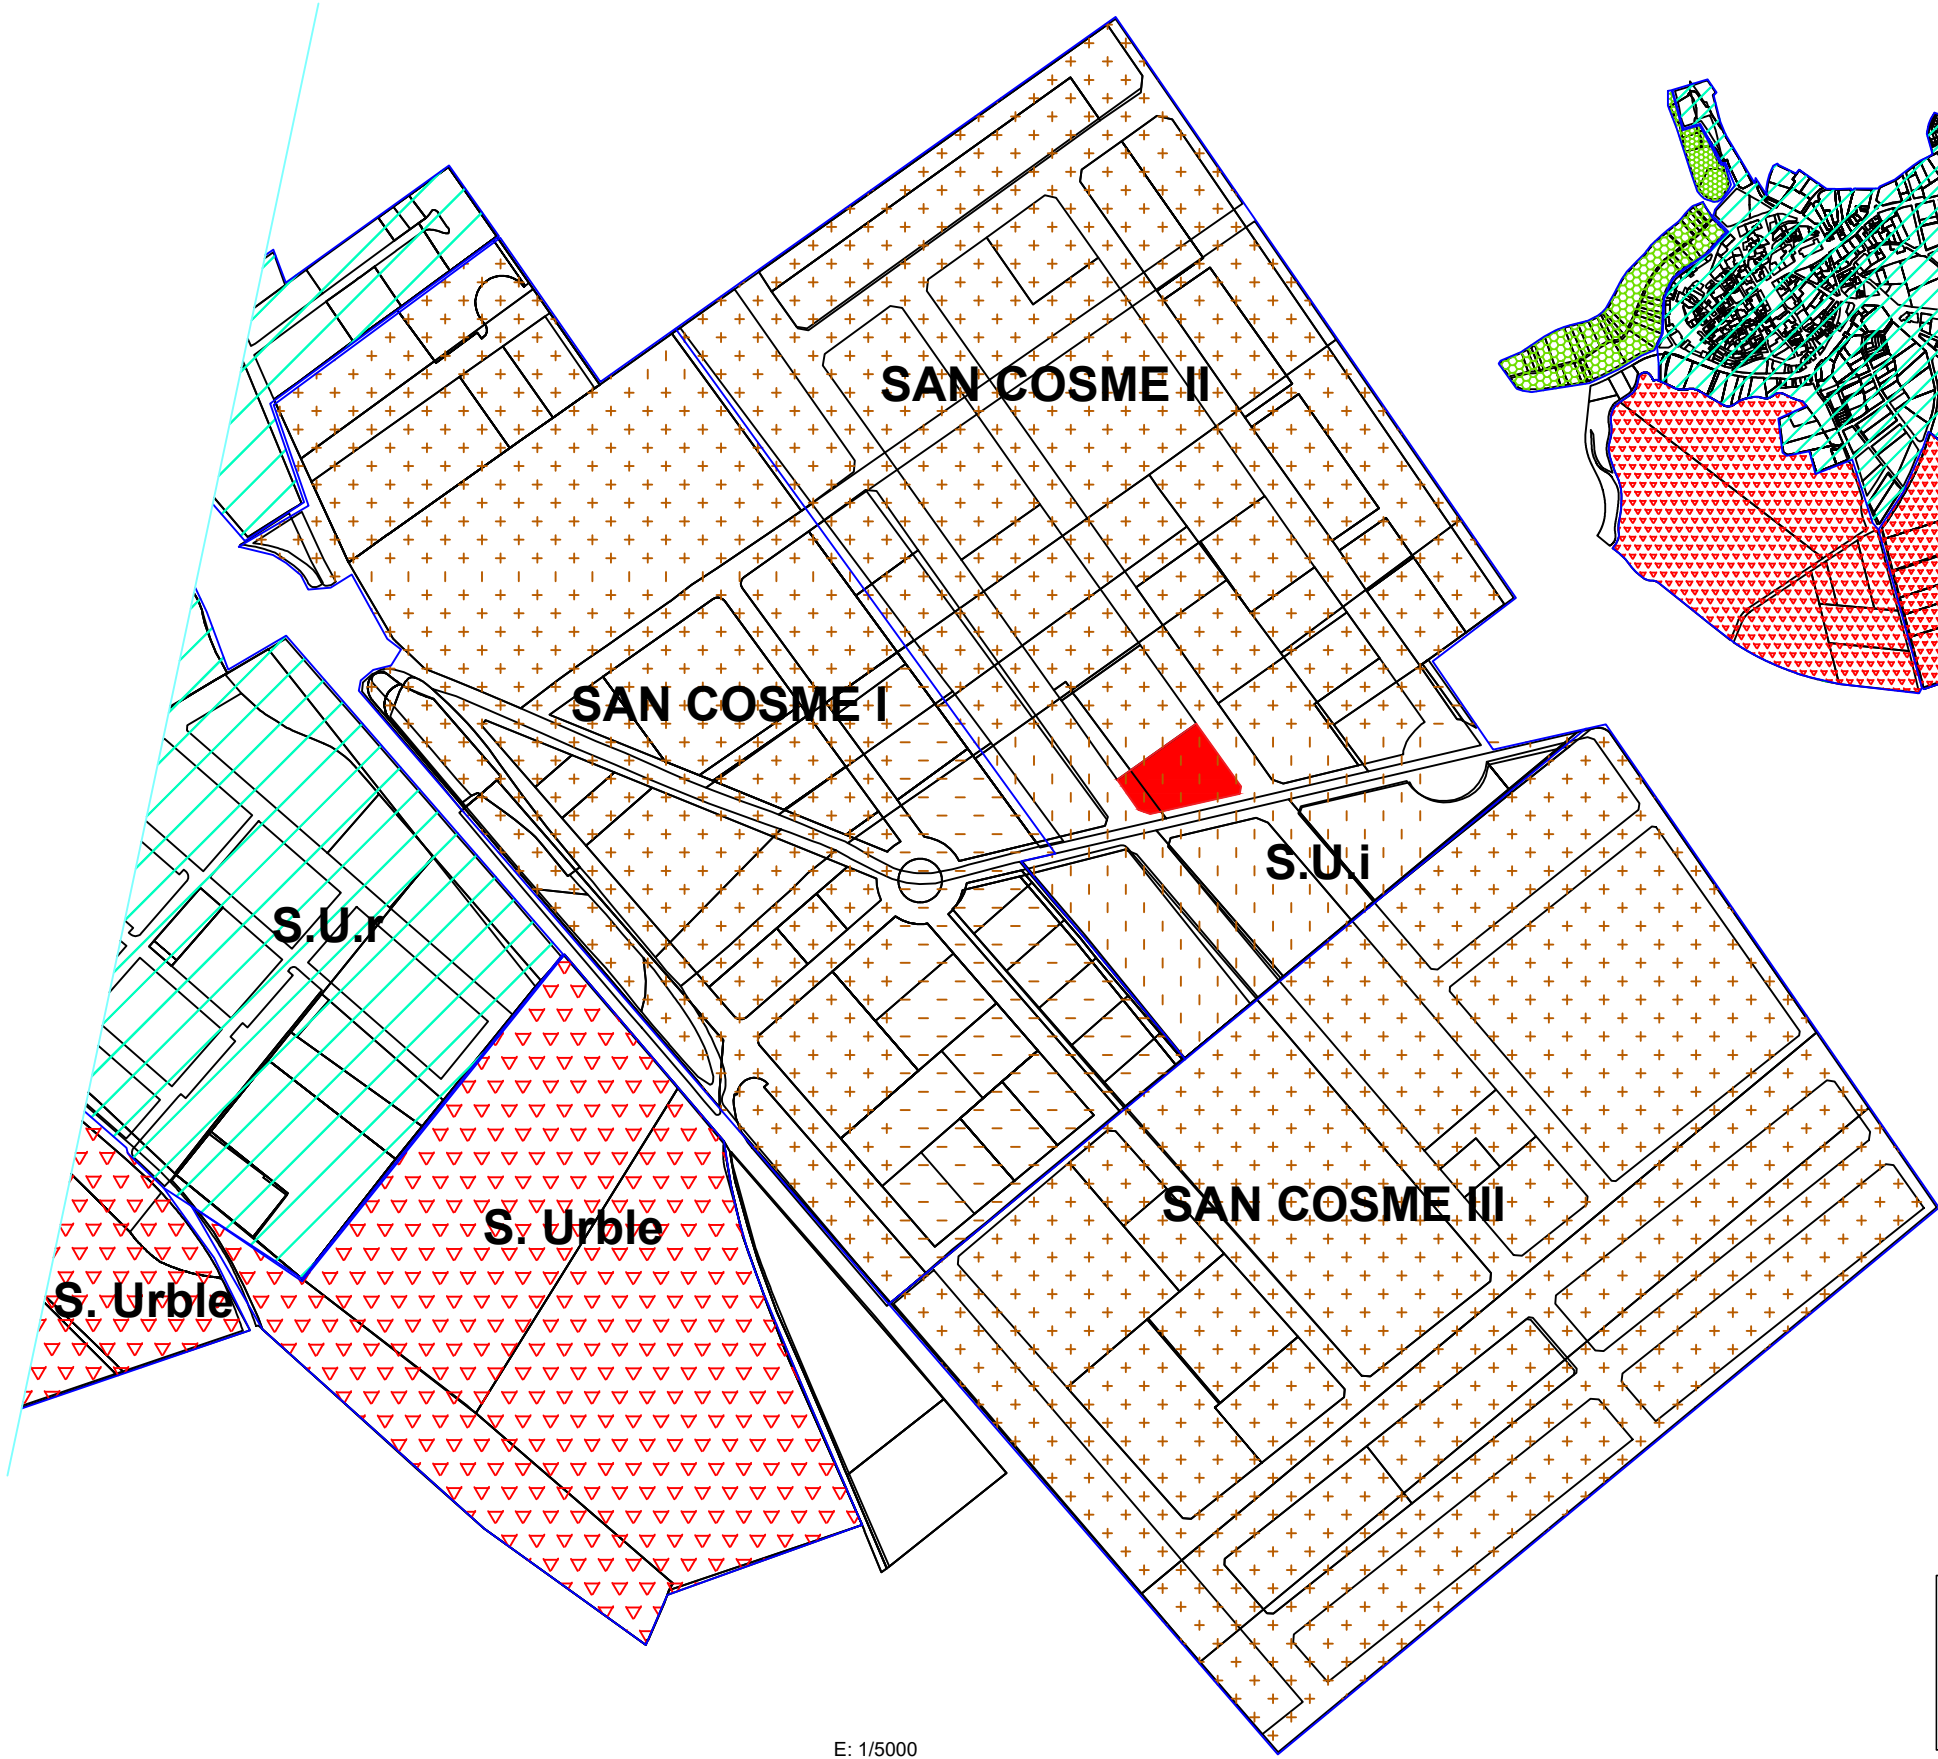 SAN COSME II
SAN COSME I
S.U.i
S.U.r
SAN COSME III
S. Urble
S. Urble
E: 1/5000